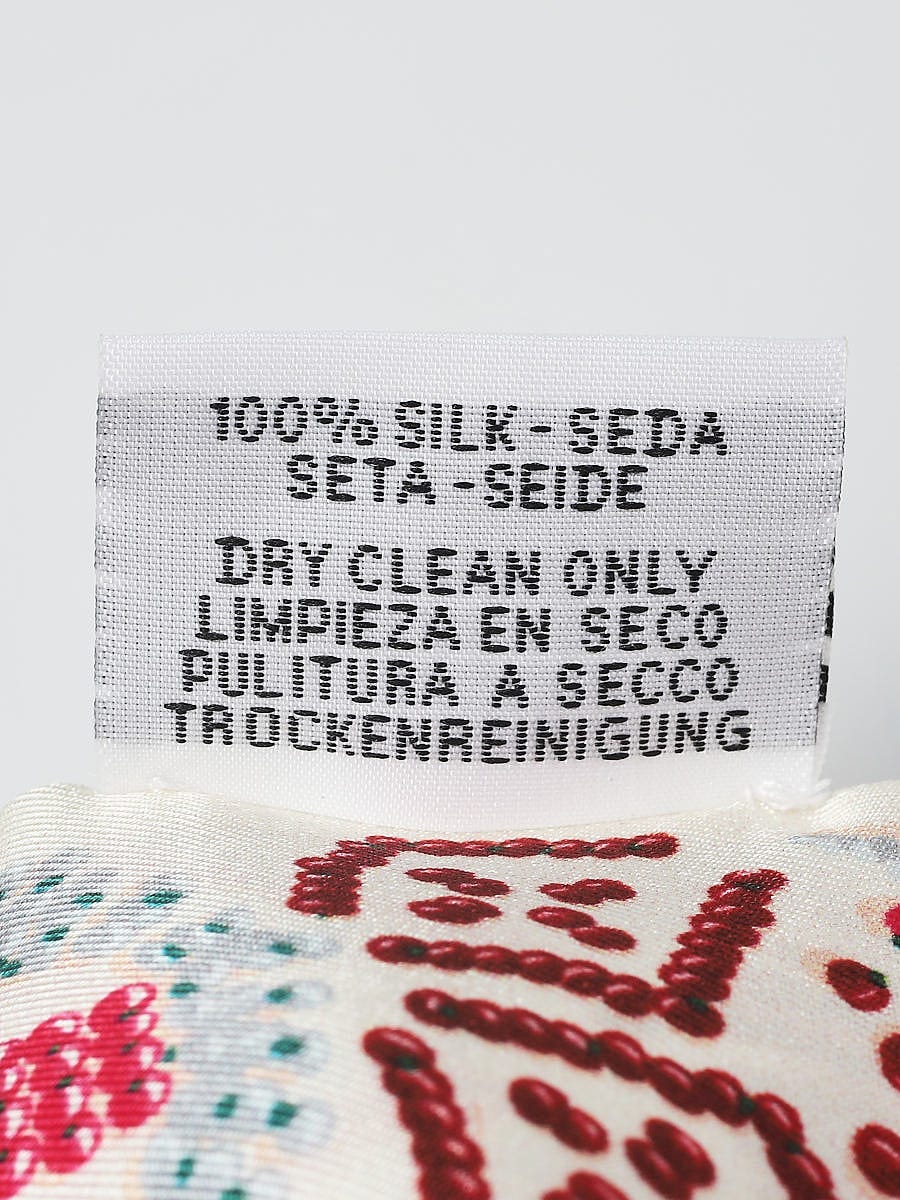 100% SILK - SEDA
SETA - SEIDE
DRY CLEAN ONLY
LIMPIEZA EN SECO
PULITURA A SECCO
TROCKENREINIGUNG